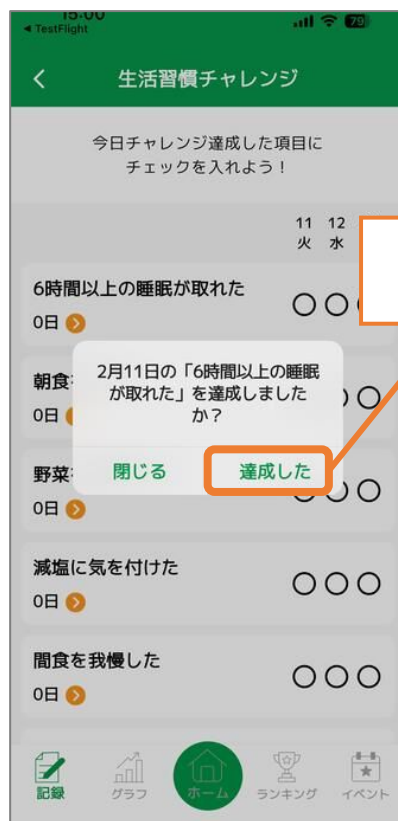 15:00
◀ TestFlight
79
生活習慣チャレンジ
今日チャレンジ達成した項目に
チェックを入れよう！
11 12
火 水
6時間以上の睡眠が取れた
0日
朝食
0日
2月11日の「6時間以上の睡眠
が取れた」を達成しました
か？
閉じる 達成した
野菜
0日
減塩に気を付けた
0日
間食を我慢した
0日
記録 グラフ ホーム ランキング イベント